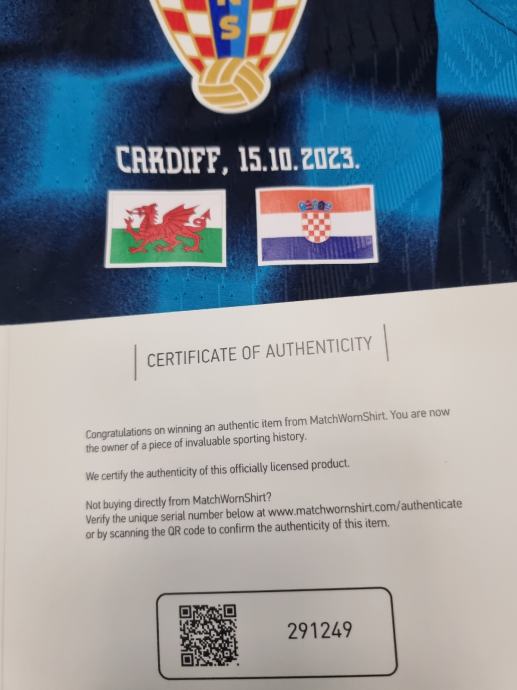 NS
CARDIFF, 15.10.2023.
CERTIFICATE OF AUTHENTICITY
Congratulations on winning an authentic item from MatchWornShirt. You are now
the owner of a piece of invaluable sporting history.
We certify the authenticity of this officially licensed product.
Not buying directly from MatchWornShirt?
Verify the unique serial number below at www.matchwornshirt.com/authenticate
or by scanning the QR code to confirm the authenticity of this item.
291249